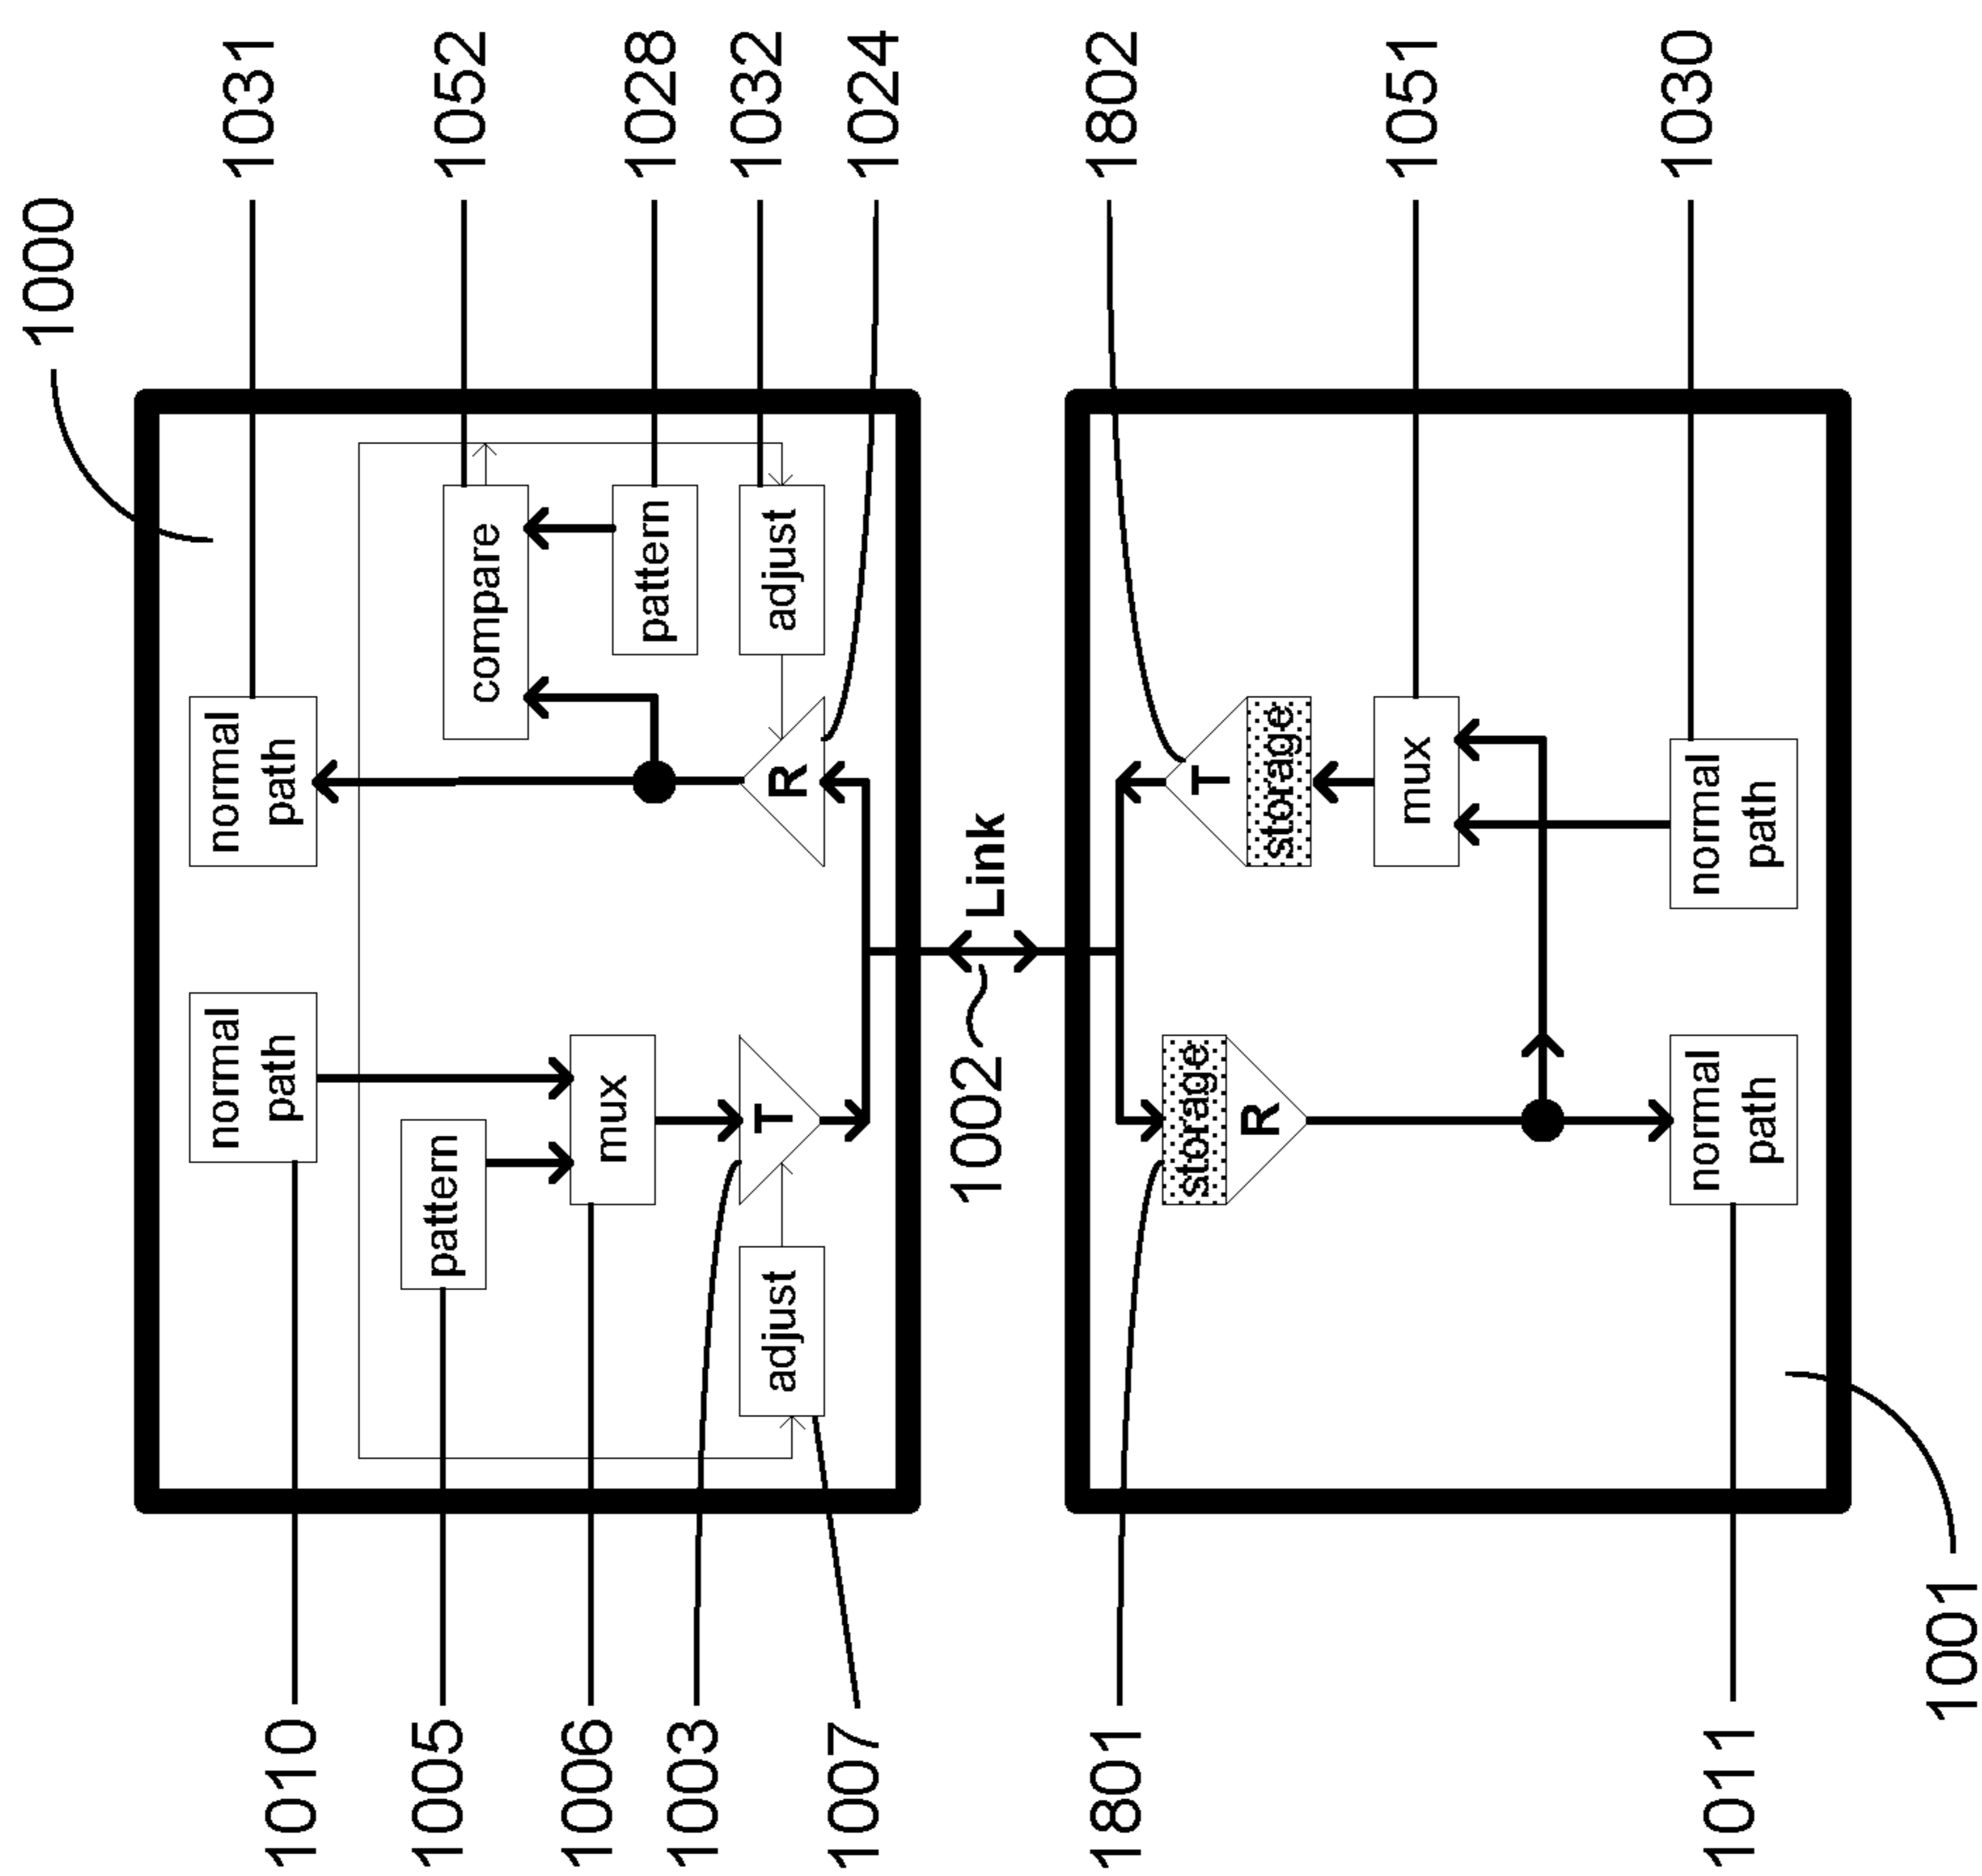 1000
1031
1052
1028
1032
1024
1802
1051
1030
normal
path
compare
pattern
adjust
R
normal
path
pattern
mux
T
adjust
Link
1002
T
storage
mux
normal
path
storage
R
normal
path
1010
1005
1006
1003
1007
1801
1011
1001